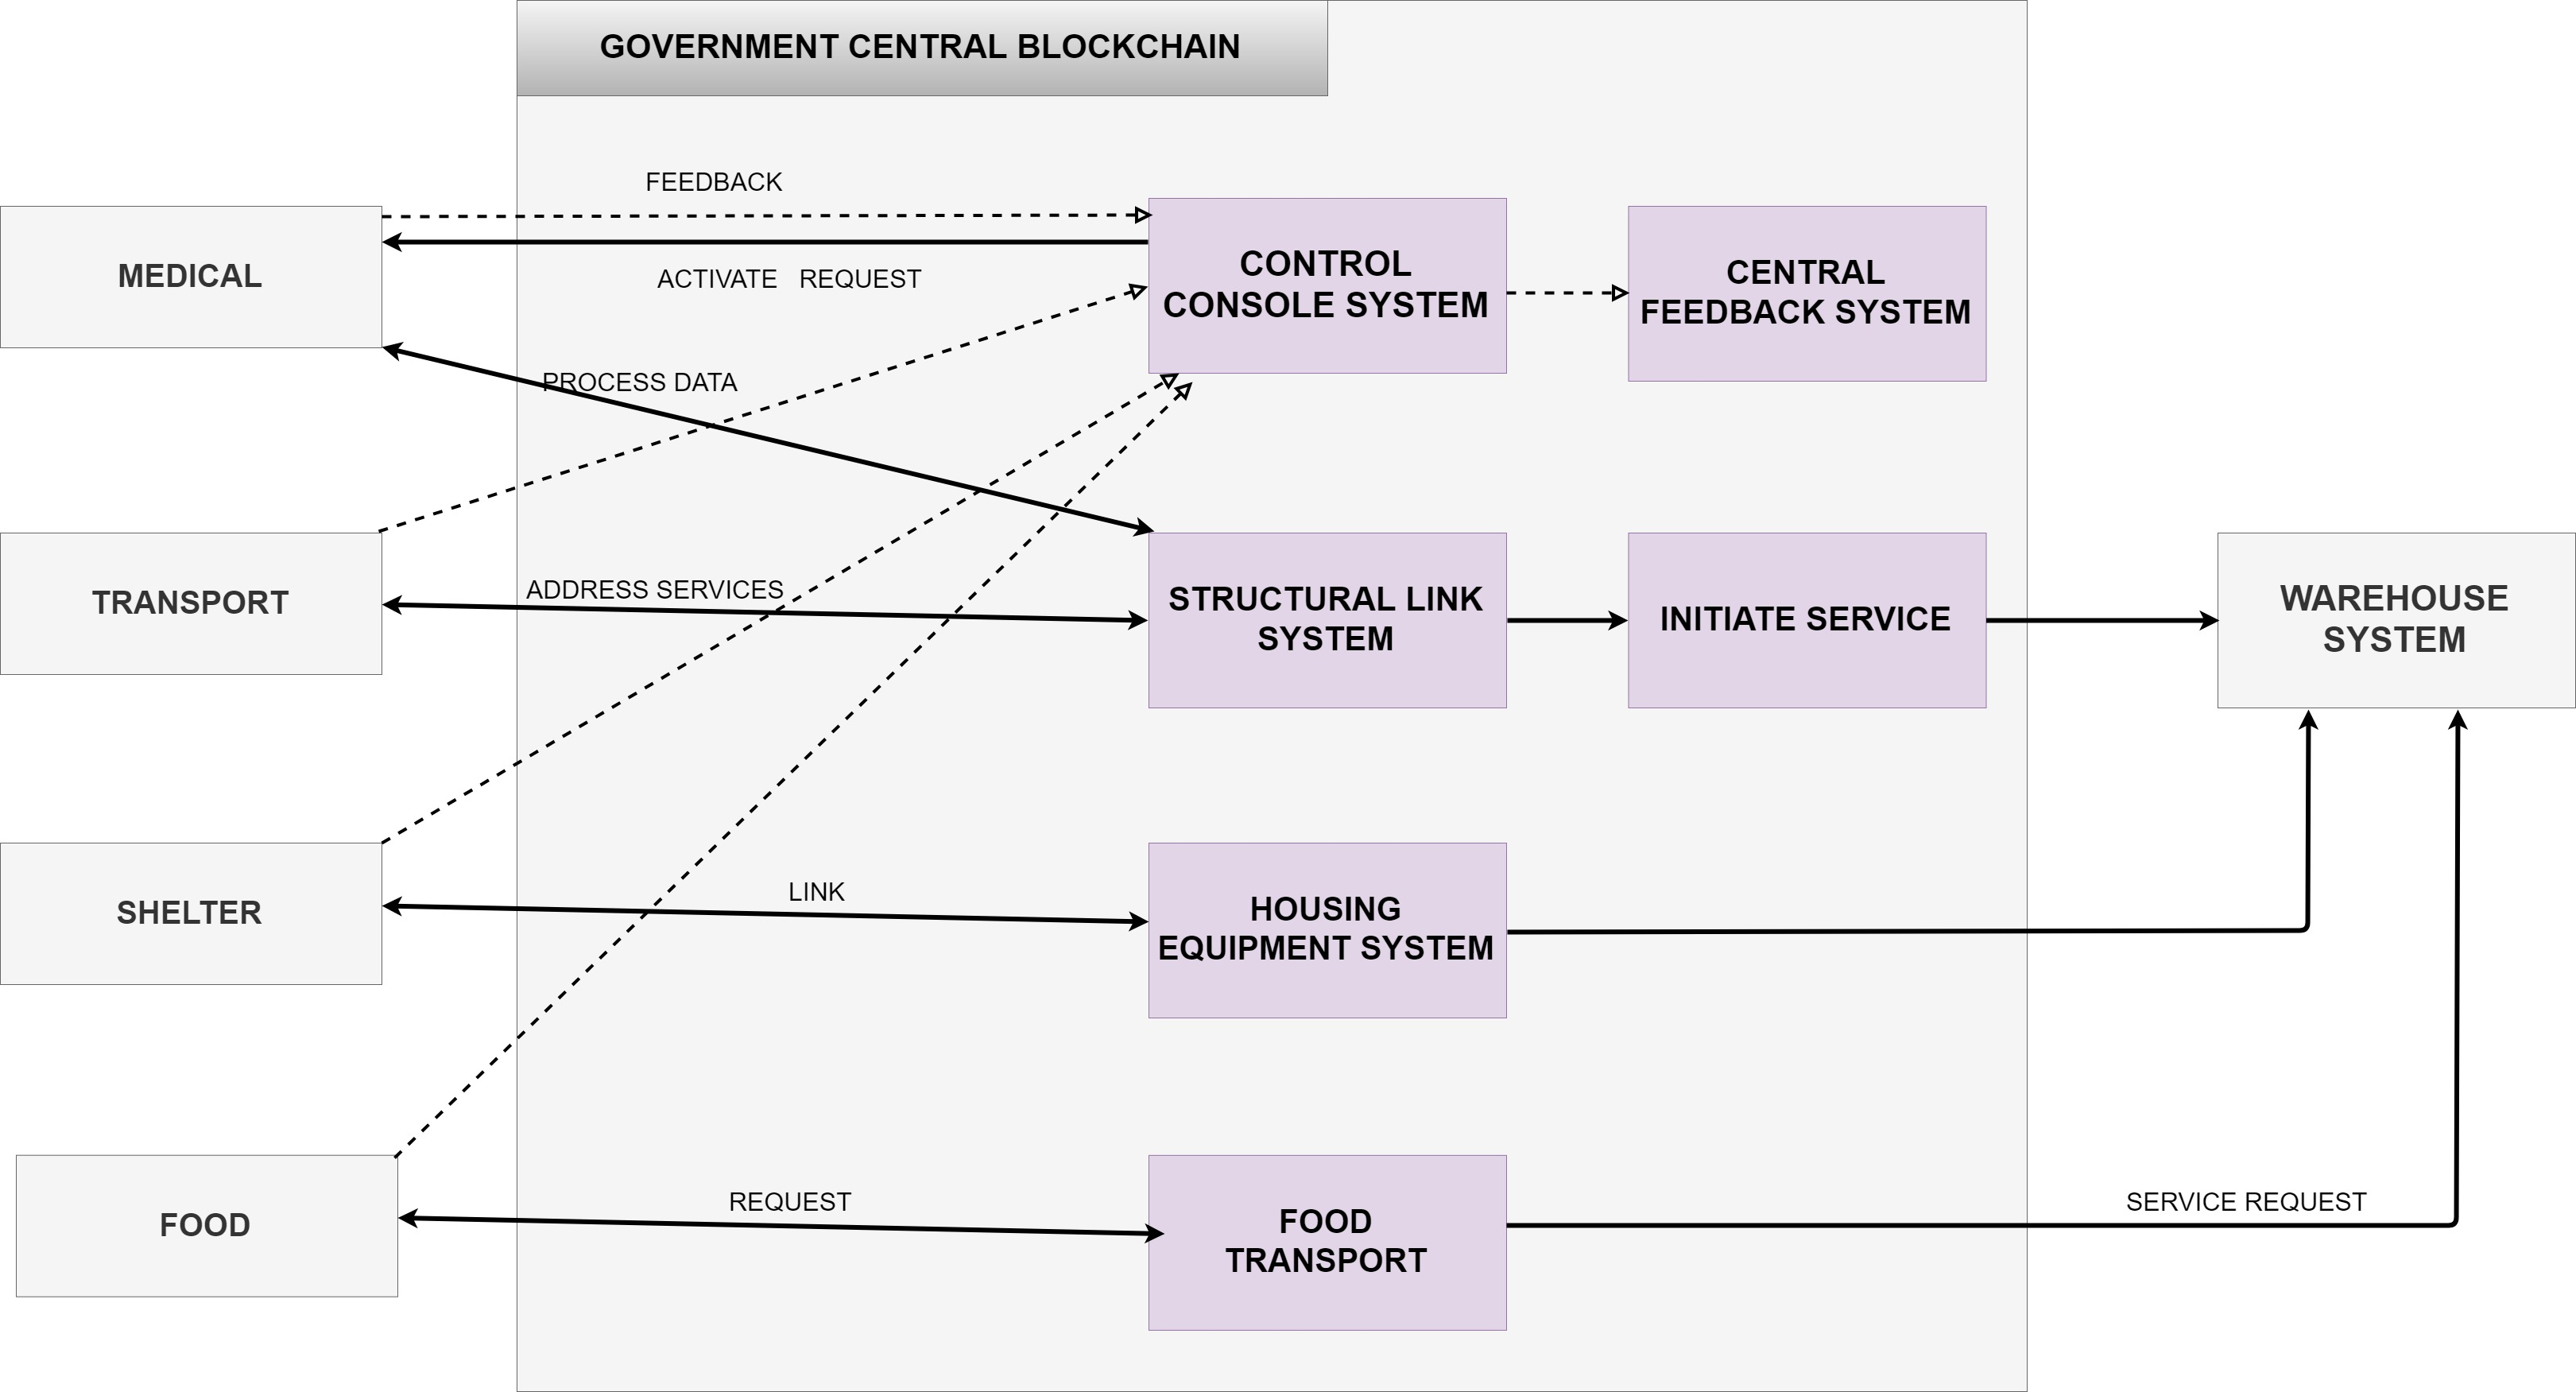 GOVERNMENT CENTRAL BLOCKCHAIN
FEEDBACK
MEDICAL
ACTIVATE   REQUEST
CONTROL
CONSOLE SYSTEM
CENTRAL
FEEDBACK SYSTEM
PROCESS DATA
TRANSPORT
ADDRESS SERVICES
STRUCTURAL LINK
SYSTEM
INITIATE SERVICE
WAREHOUSE
SYSTEM
SHELTER
LINK
HOUSING
EQUIPMENT SYSTEM
FOOD
REQUEST
FOOD
TRANSPORT
SERVICE REQUEST